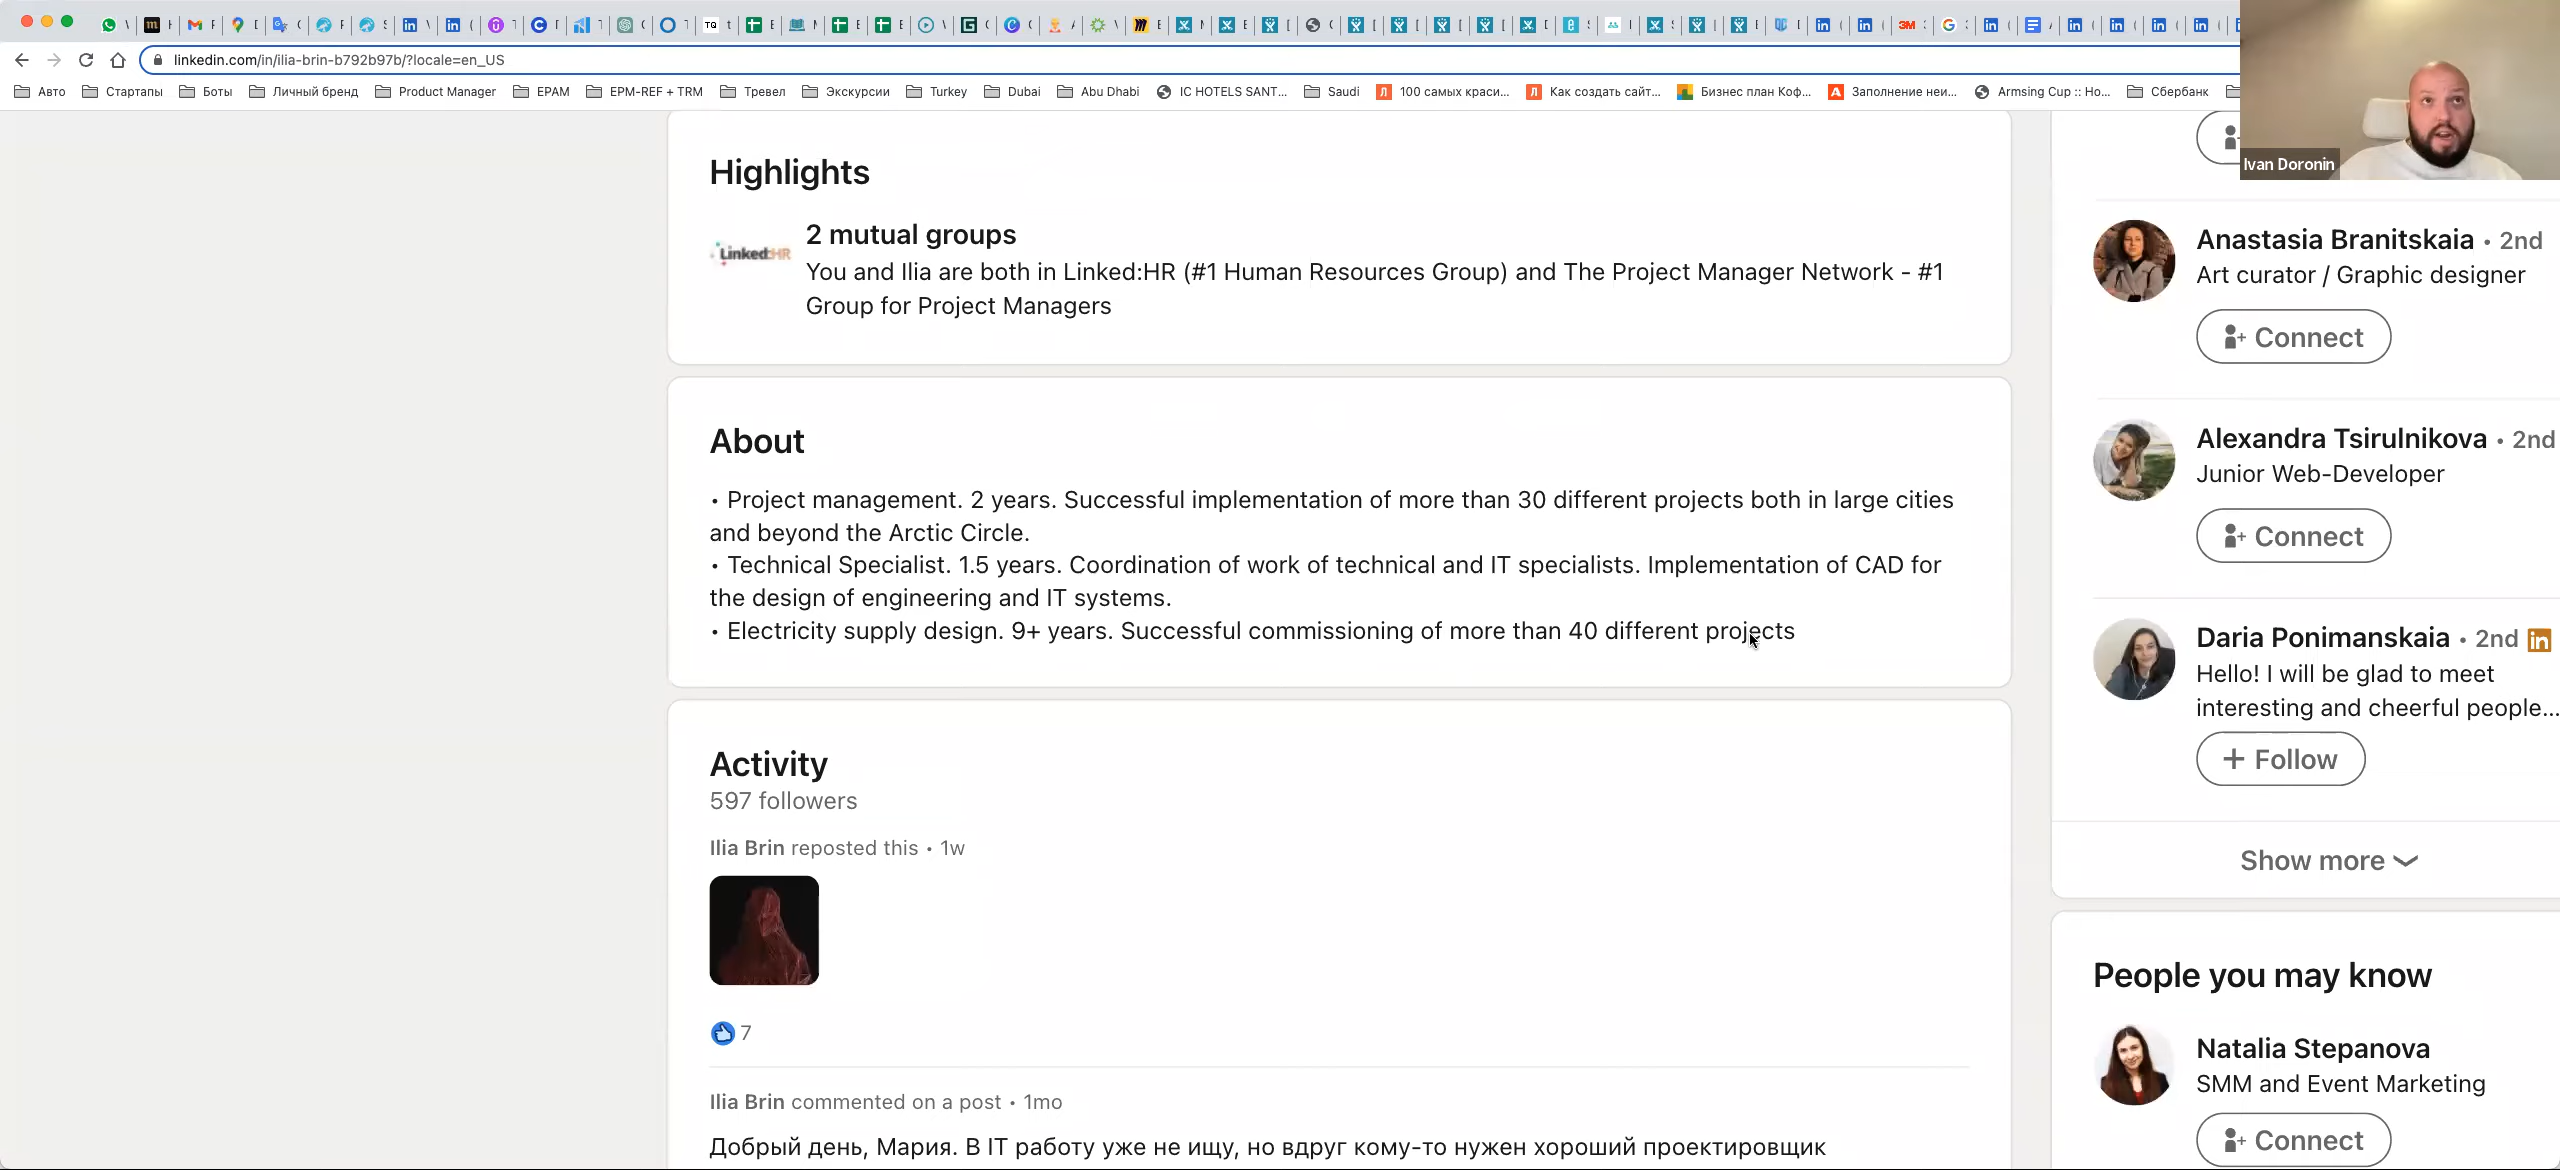 linkedin.com/in/ilia-brin-b792b97b/?locale=en_US
Авто Стартапы Боты Личный бренд Product Manager EPAM EPM-REF + TRM Тревел Экскурсии Turkey Dubai Abu Dhabi IC HOTELS SANT... Saudi 100 самых краси... Как создать сайт... Бизнес план Коф... Заполнение неи... Armsing Cup :: Ho... Сбербанк
Ivan Doronin
Highlights
LinkedHR
2 mutual groups
You and Ilia are both in Linked:HR (#1 Human Resources Group) and The Project Manager Network - #1
Group for Project Managers
About
• Project management. 2 years. Successful implementation of more than 30 different projects both in large cities
and beyond the Arctic Circle.
• Technical Specialist. 1.5 years. Coordination of work of technical and IT specialists. Implementation of CAD for
the design of engineering and IT systems.
• Electricity supply design. 9+ years. Successful commissioning of more than 40 different projects
Activity
597 followers
Ilia Brin reposted this • 1w
7
Ilia Brin commented on a post • 1mo
Добрый день, Мария. В IT работу уже не ищу, но вдруг кому-то нужен хороший проектировщик
Anastasia Branitskaia • 2nd
Art curator / Graphic designer
Connect
Alexandra Tsirulnikova • 2nd
Junior Web-Developer
Connect
Daria Ponimanskaia • 2nd in
Hello! I will be glad to meet
interesting and cheerful people...
+ Follow
Show more
People you may know
Natalia Stepanova
SMM and Event Marketing
Connect